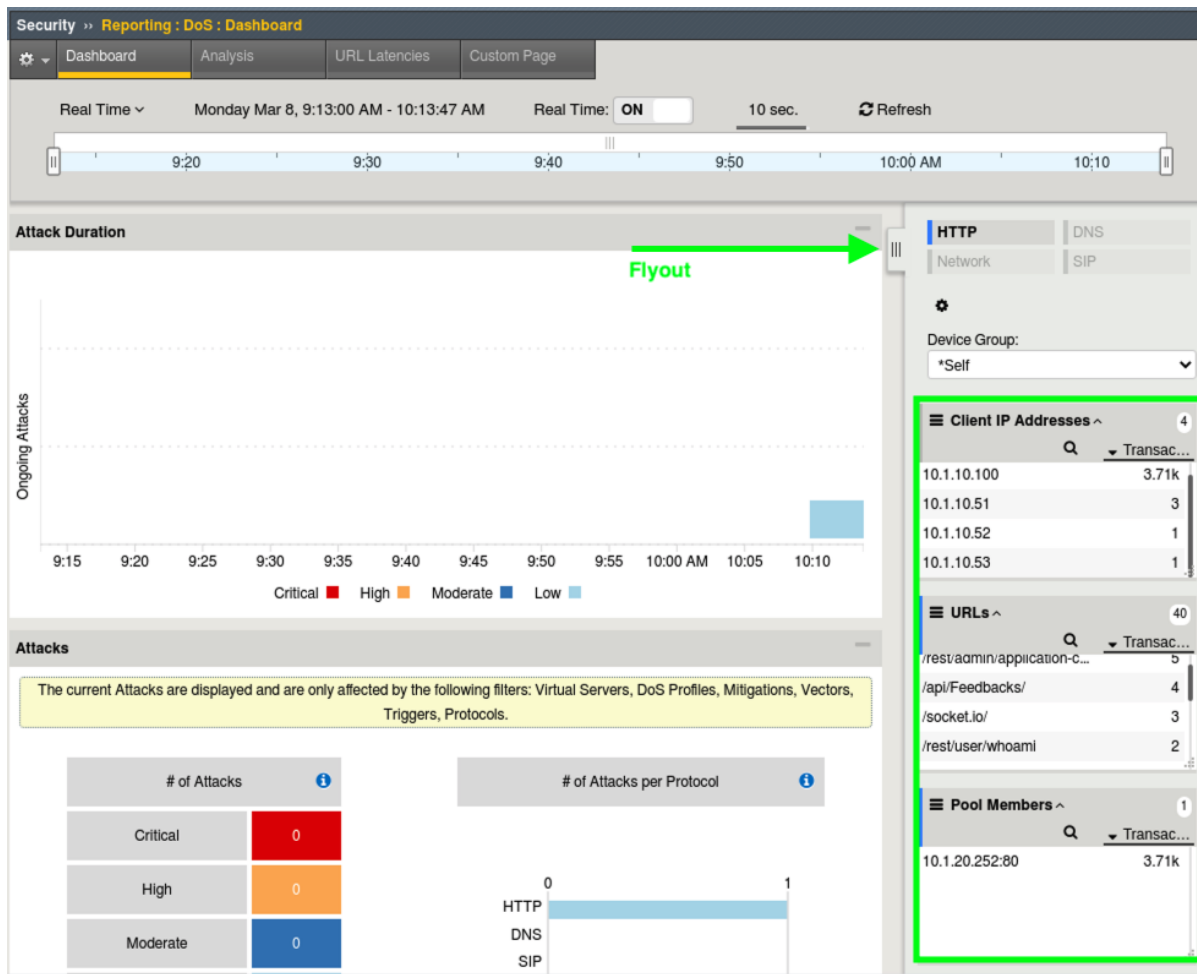 Security ›› Reporting : DoS : Dashboard
Dashboard Analysis URL Latencies Custom Page
Real Time Monday Mar 8, 9:13:00 AM - 10:13:47 AM Real Time: ON 10 sec. Refresh
9:20 9:30 9:40 9:50 10:00 AM 10:10
Attack Duration
Flyout
Ongoing Attacks
9:15 9:20 9:25 9:30 9:35 9:40 9:45 9:50 9:55 10:00 AM 10:05 10:10
Critical High Moderate Low
Attacks
The current Attacks are displayed and are only affected by the following filters: Virtual Servers, DoS Profiles, Mitigations, Vectors,
Triggers, Protocols.
# of Attacks
Critical 0
High 0
Moderate 0
# of Attacks per Protocol
0 1
HTTP
DNS
SIP
HTTP DNS
Network SIP
Device Group:
*Self
Client IP Addresses 4
Transac...
10.1.10.100 3.71k
10.1.10.51 3
10.1.10.52 1
10.1.10.53 1
URLs 40
Transac...
/rest/admin/application-c... 5
/api/Feedbacks/ 4
/socket.io/ 3
/rest/user/whoami 2
Pool Members 1
Transac...
10.1.20.252:80 3.71k